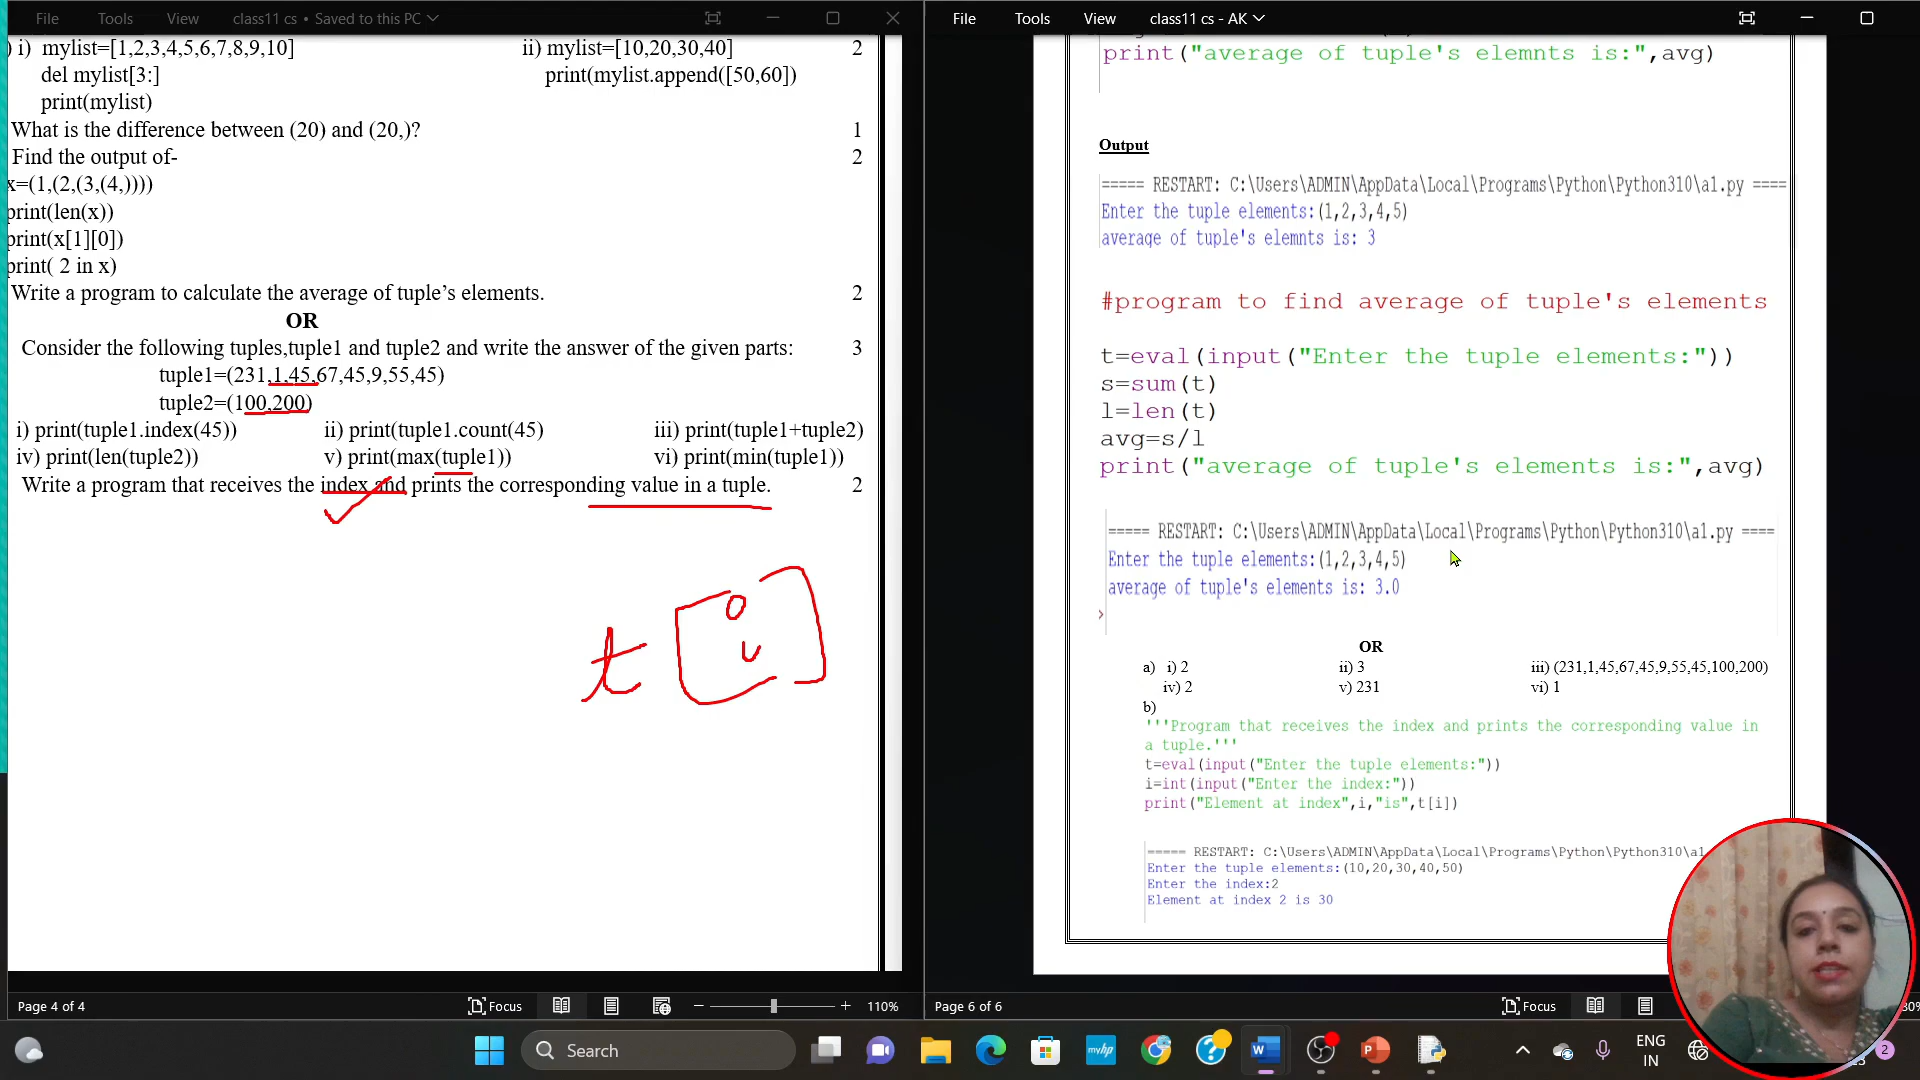 File Tools View class11 cs • Saved to this PC
) i) mylist=[1,2,3,4,5,6,7,8,9,10] ii) mylist=[10,20,30,40] 2
del mylist[3:] print(mylist.append([50,60])
print(mylist)
What is the difference between (20) and (20,)? 1
Find the output of- 2
x=(1,(2,(3,(4,))))
print(len(x))
print(x[1][0])
print( 2 in x)
Write a program to calculate the average of tuple’s elements. 2
OR
Consider the following tuples,tuple1 and tuple2 and write the answer of the given parts: 3
tuple1=(231,1,45,67,45,9,55,45)
tuple2=(100,200)
i) print(tuple1.index(45)) ii) print(tuple1.count(45) iii) print(tuple1+tuple2)
iv) print(len(tuple2)) v) print(max(tuple1)) vi) print(min(tuple1))
Write a program that receives the index and prints the corresponding value in a tuple. 2
t [ 0 ]
Page 4 of 4 Focus 110%
File Tools View class11 cs - AK
print("average of tuple's elemnts is:",avg)
Output
===== RESTART: C:\Users\ADMIN\AppData\Local\Programs\Python\Python310\a1.py ====
Enter the tuple elements:(1,2,3,4,5)
average of tuple's elemnts is: 3
#program to find average of tuple's elements
t=eval(input("Enter the tuple elements:"))
s=sum(t)
l=len(t)
avg=s/l
print("average of tuple's elements is:",avg)
===== RESTART: C:\Users\ADMIN\AppData\Local\Programs\Python\Python310\a1.py ====
Enter the tuple elements:(1,2,3,4,5)
average of tuple's elements is: 3.0
OR
a) i) 2 ii) 3 iii) (231,1,45,67,45,9,55,45,100,200)
iv) 2 v) 231 vi) 1
b)
'''Program that receives the index and prints the corresponding value in
a tuple.'''
t=eval(input("Enter the tuple elements:"))
i=int(input("Enter the index:"))
print("Element at index",i,"is",t[i])
===== RESTART: C:\Users\ADMIN\AppData\Local\Programs\Python\Python310\a1
Enter the tuple elements:(10,20,30,40,50)
Enter the index:2
Element at index 2 is 30
Page 6 of 6 Focus
Search myhp ENG
IN 2